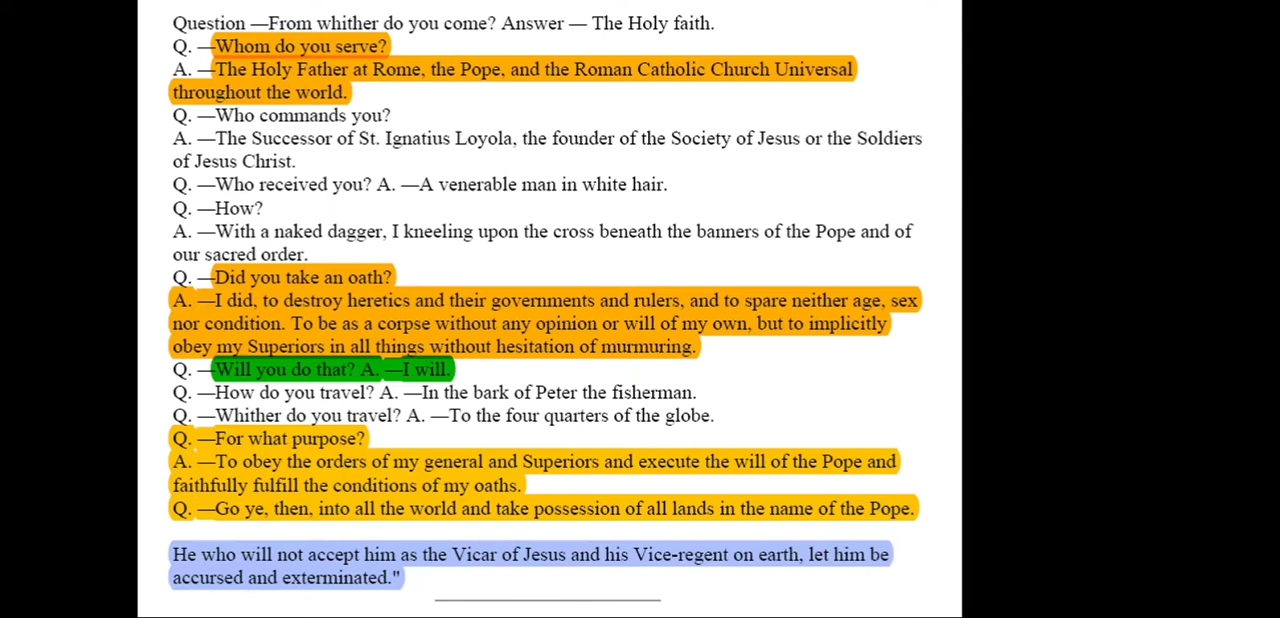 Question —From whither do you come? Answer — The Holy faith.
Q. —Whom do you serve?
A. —The Holy Father at Rome, the Pope, and the Roman Catholic Church Universal
throughout the world.
Q. —Who commands you?
A. —The Successor of St. Ignatius Loyola, the founder of the Society of Jesus or the Soldiers
of Jesus Christ.
Q. —Who received you? A. —A venerable man in white hair.
Q. —How?
A. —With a naked dagger, I kneeling upon the cross beneath the banners of the Pope and of
our sacred order.
Q. —Did you take an oath?
A. —I did, to destroy heretics and their governments and rulers, and to spare neither age, sex
nor condition. To be as a corpse without any opinion or will of my own, but to implicitly
obey my Superiors in all things without hesitation of murmuring.
Q. —Will you do that? A. —I will.
Q. —How do you travel? A. —In the bark of Peter the fisherman.
Q. —Whither do you travel? A. —To the four quarters of the globe.
Q. —For what purpose?
A. —To obey the orders of my general and Superiors and execute the will of the Pope and
faithfully fulfill the conditions of my oaths.
Q. —Go ye, then, into all the world and take possession of all lands in the name of the Pope.
He who will not accept him as the Vicar of Jesus and his Vice-regent on earth, let him be
accursed and exterminated."